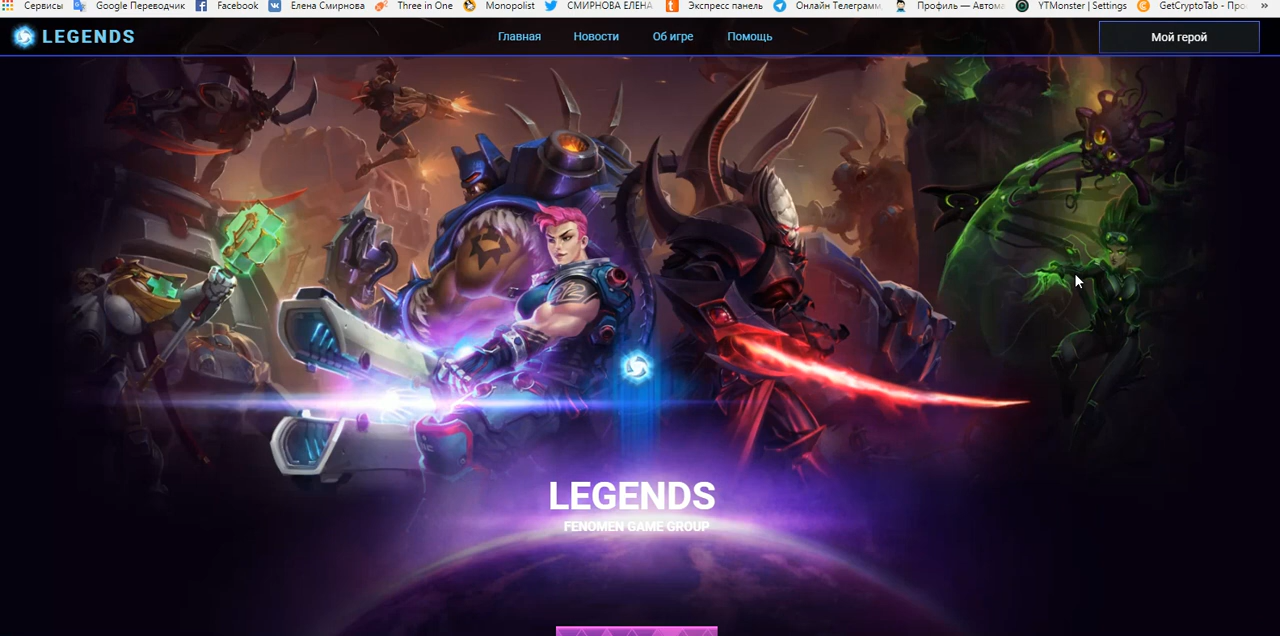 Сервисы Google Переводчик Facebook Елена Смирнова Three in One Monopolist СМИРНОВА ЕЛЕНА Экспресс панель Онлайн Телеграмм Профиль — Автома YTMonster | Settings GetCryptoTab - Про »
LEGENDS Главная Новости Об игре Помощь Мой герой
LEGENDS
FENOMEN GAME GROUP